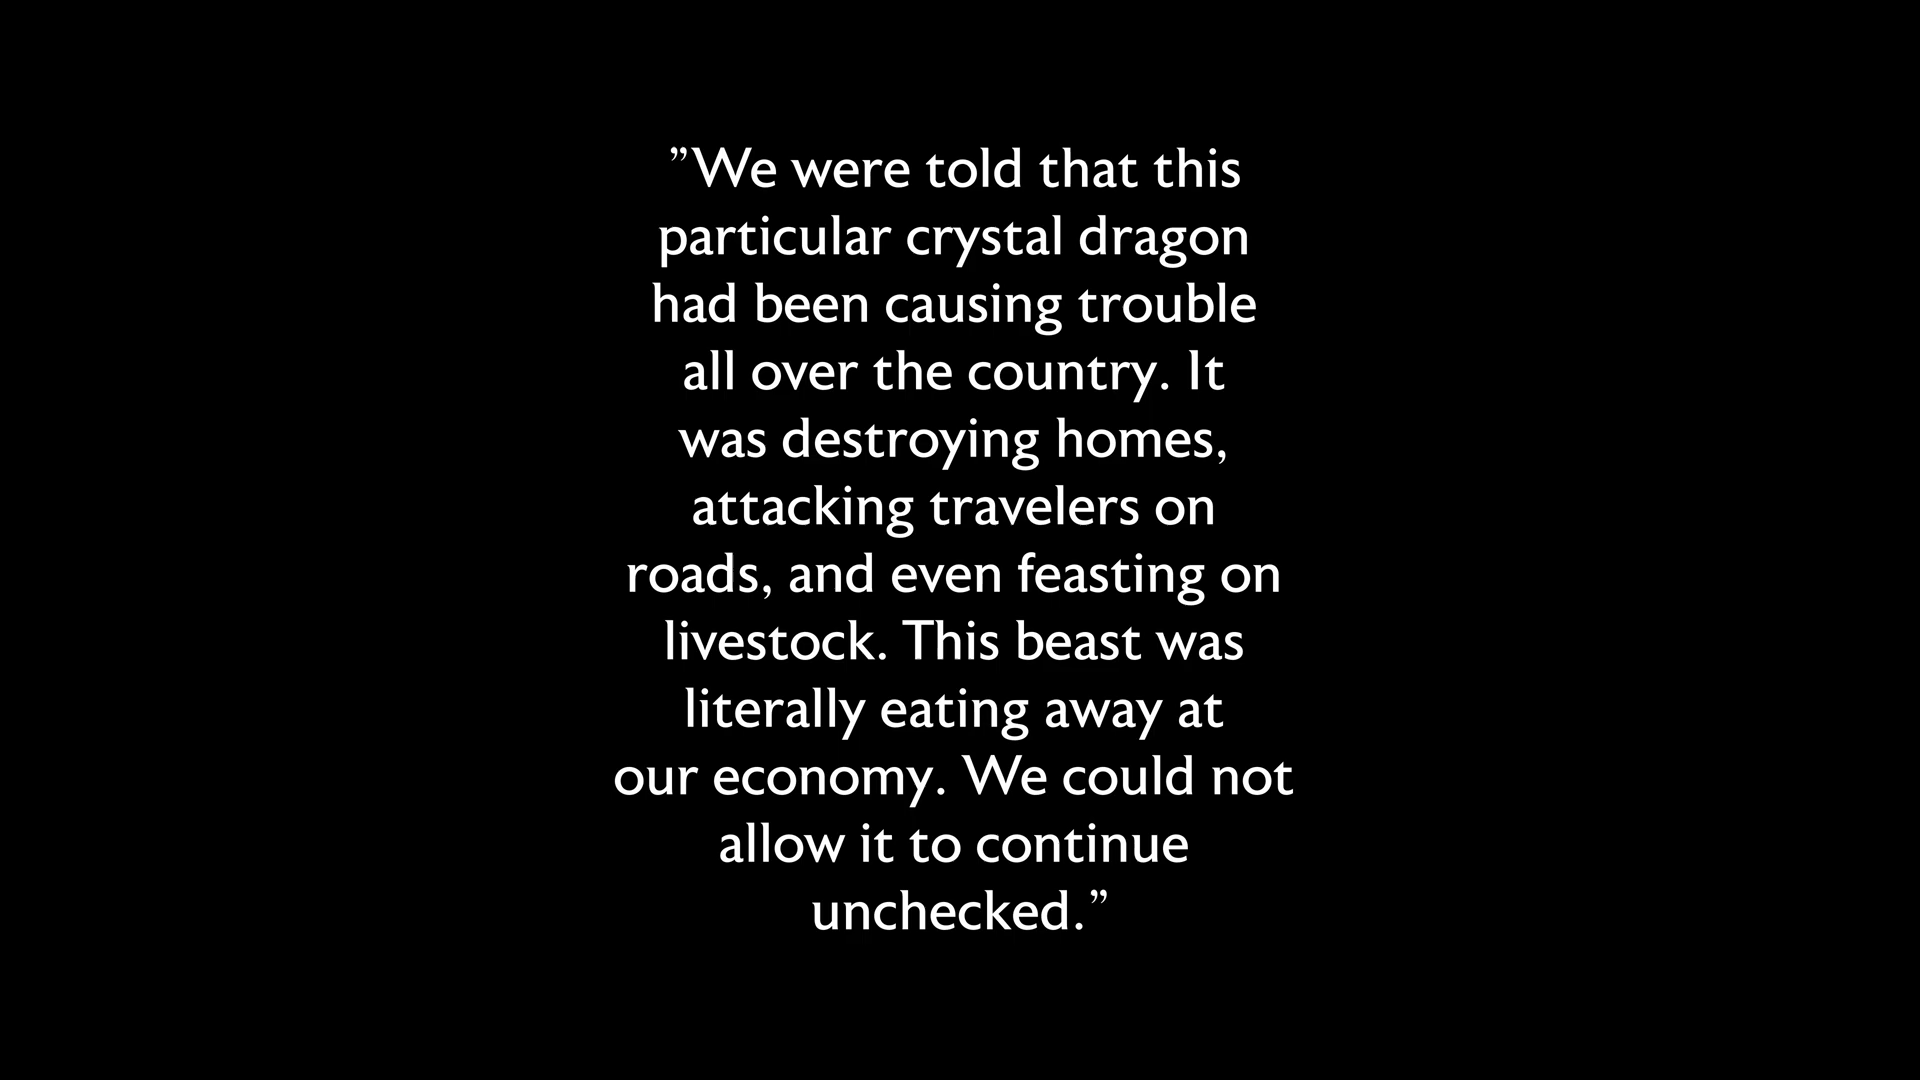 ”We were told that this
particular crystal dragon
had been causing trouble
all over the country. It
was destroying homes,
attacking travelers on
roads, and even feasting on
livestock. This beast was
literally eating away at
our economy. We could not
allow it to continue
unchecked.”